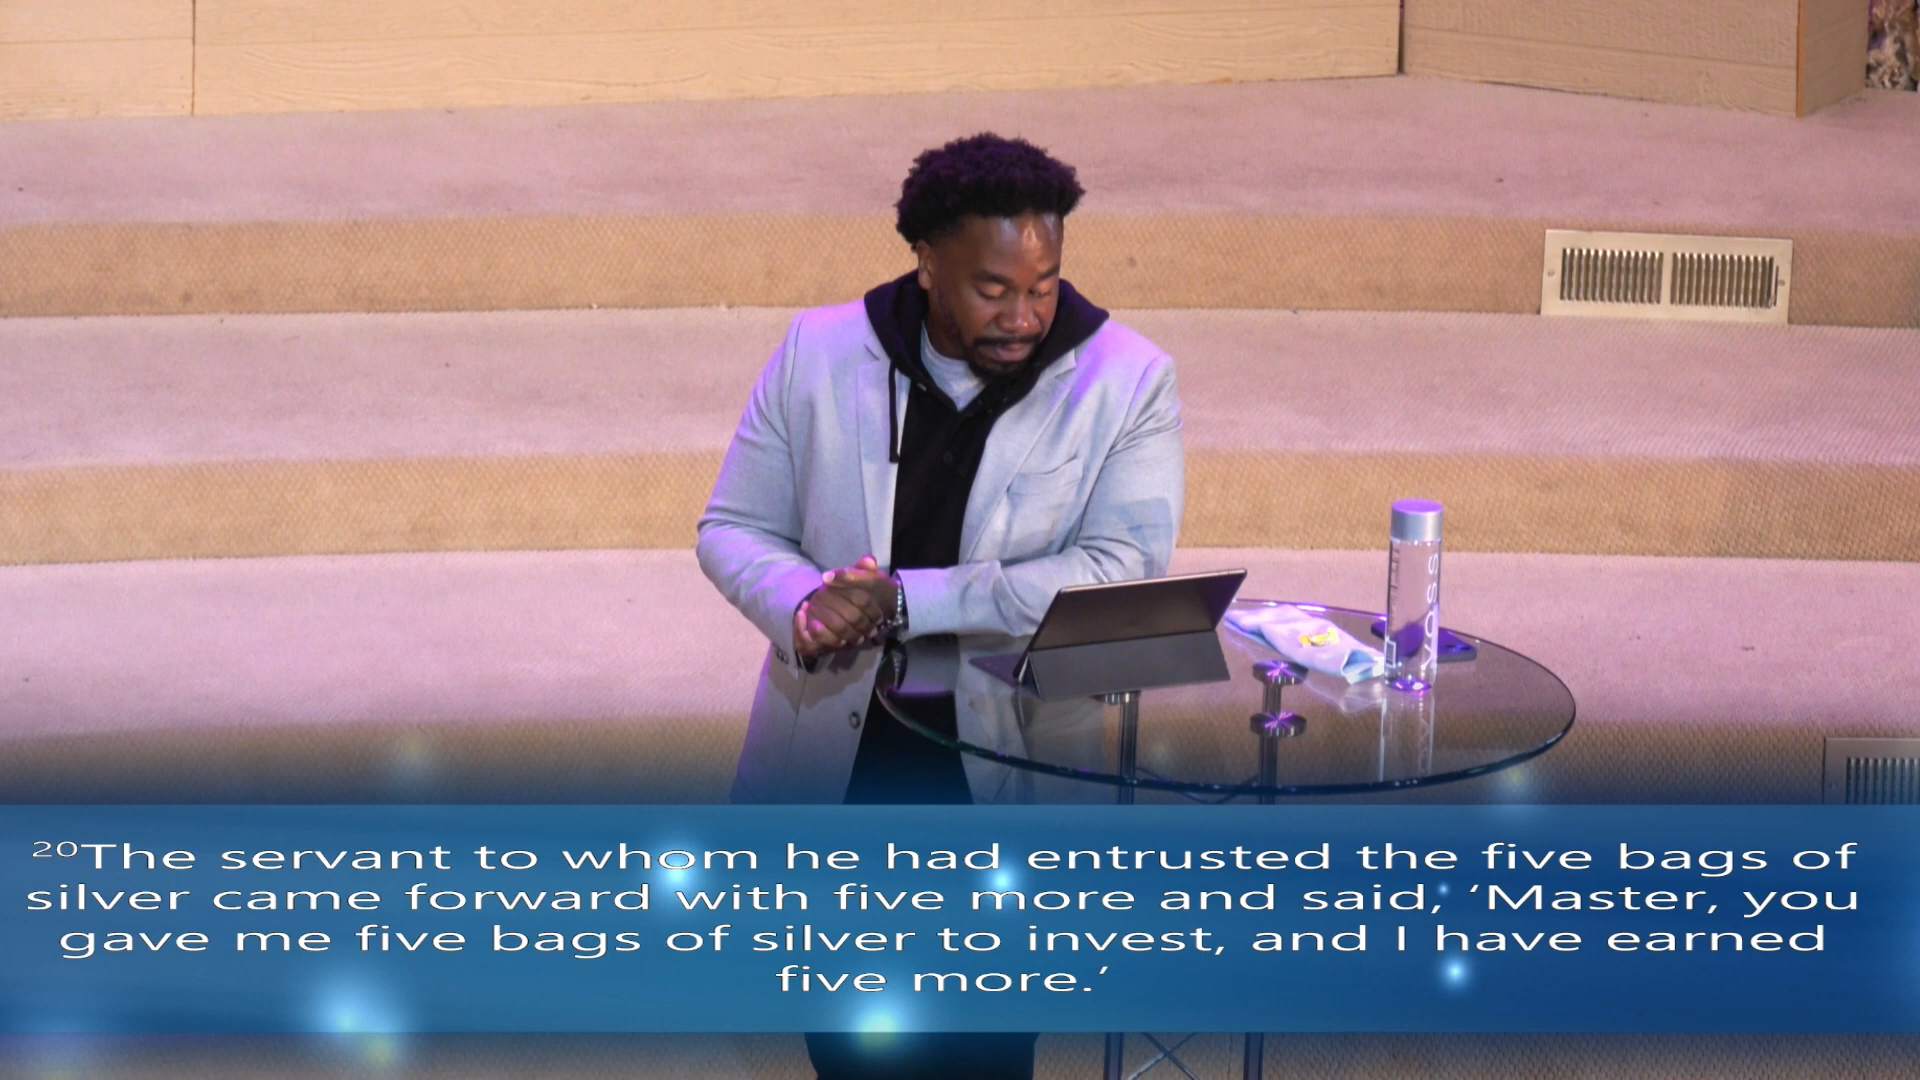 ²⁰The servant to whom he had entrusted the five bags of
silver came forward with five more and said, ‘Master, you
gave me five bags of silver to invest, and I have earned
five more.’
VOSS